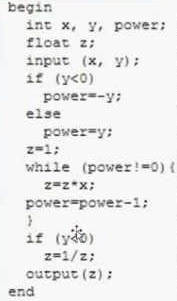 begin
int x, y, power;
float z;
input (x, y);
if (y<0)
power=-y;
else
power=y;
z=1;
while (power!=0){
z=z*x;
power=power-1;
}
if (y<0)
z=1/z;
output(z);
end